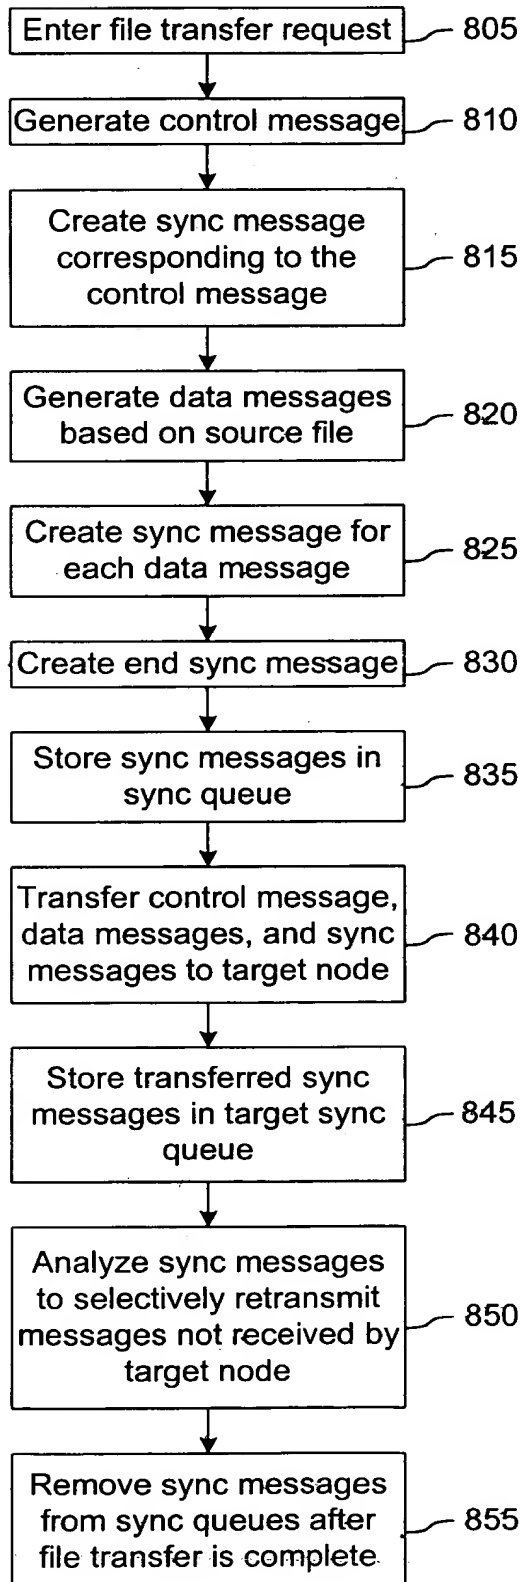 Enter file transfer request 805
Generate control message 810
Create sync message
corresponding to the 815
control message
Generate data messages 820
based on source file
Create sync message for 825
each data message
Create end sync message 830
Store sync messages in 835
sync queue
Transfer control message,
data messages, and sync 840
messages to target node
Store transferred sync
messages in target sync 845
queue
Analyze sync messages
to selectively retransmit
messages not received by 850
target node
Remove sync messages
from sync queues after 855
file transfer is complete